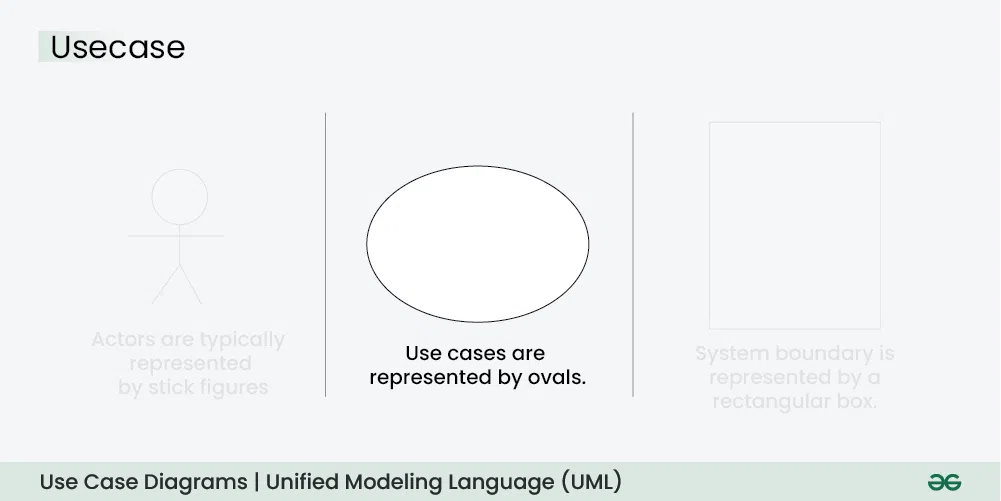 Usecase
Actors are typically
represented
by stick figures
Use cases are
represented by ovals.
System boundary is
represented by a
rectangular box.
Use Case Diagrams | Unified Modeling Language (UML)